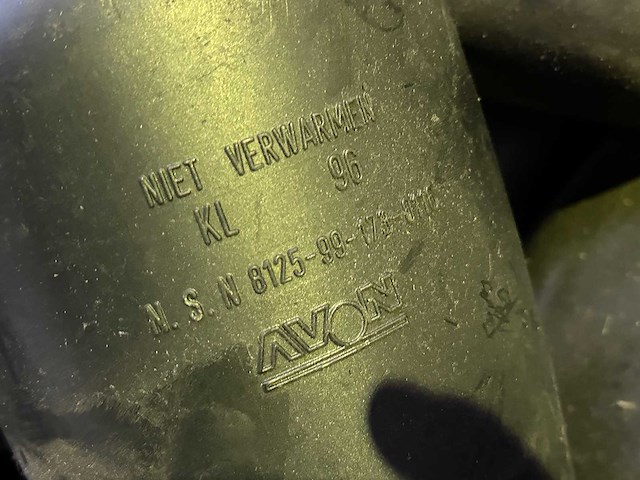 NIET VERWARMEN
KL 96
N. S. N 8125-99-173-
AVON